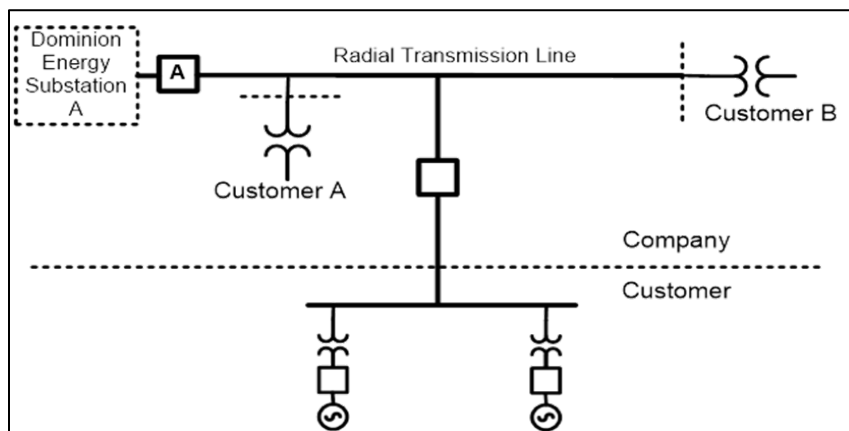 Dominion
Energy
Substation
A
A
Radial Transmission Line
Customer B
Customer A
Company
Customer